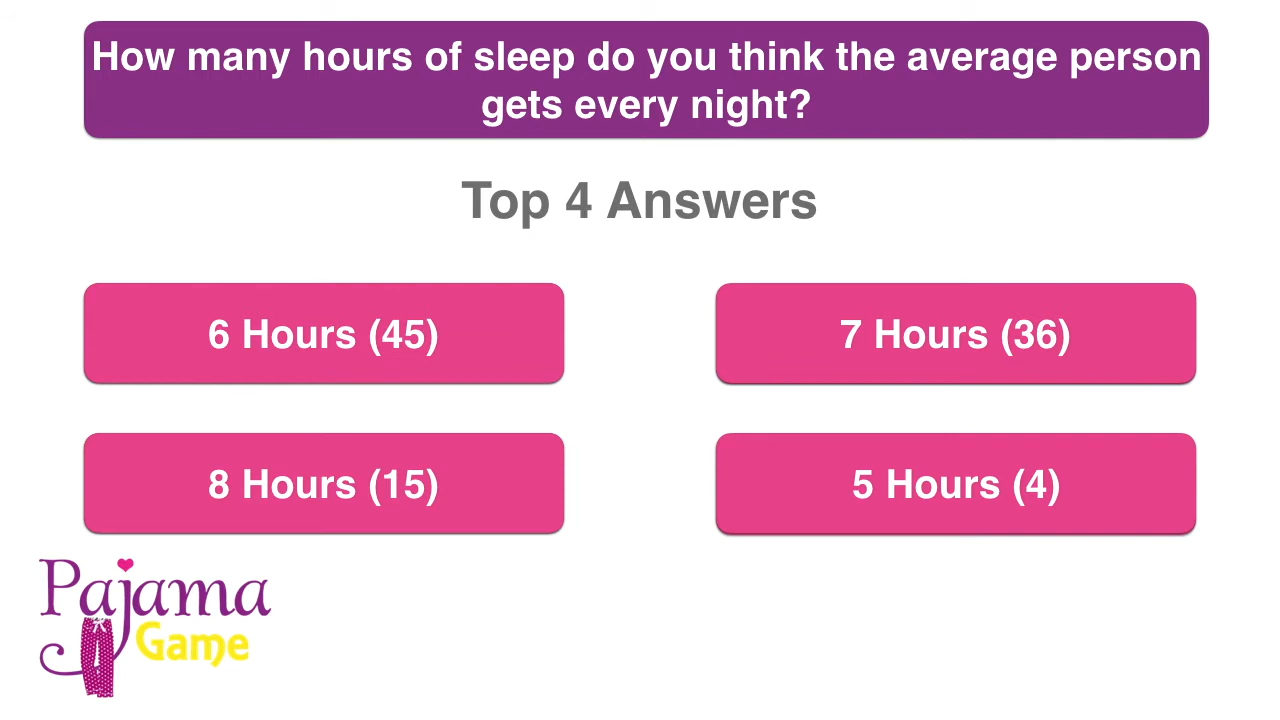 How many hours of sleep do you think the average person
gets every night?
Top 4 Answers
6 Hours (45)
7 Hours (36)
8 Hours (15)
5 Hours (4)
Pajama
Game